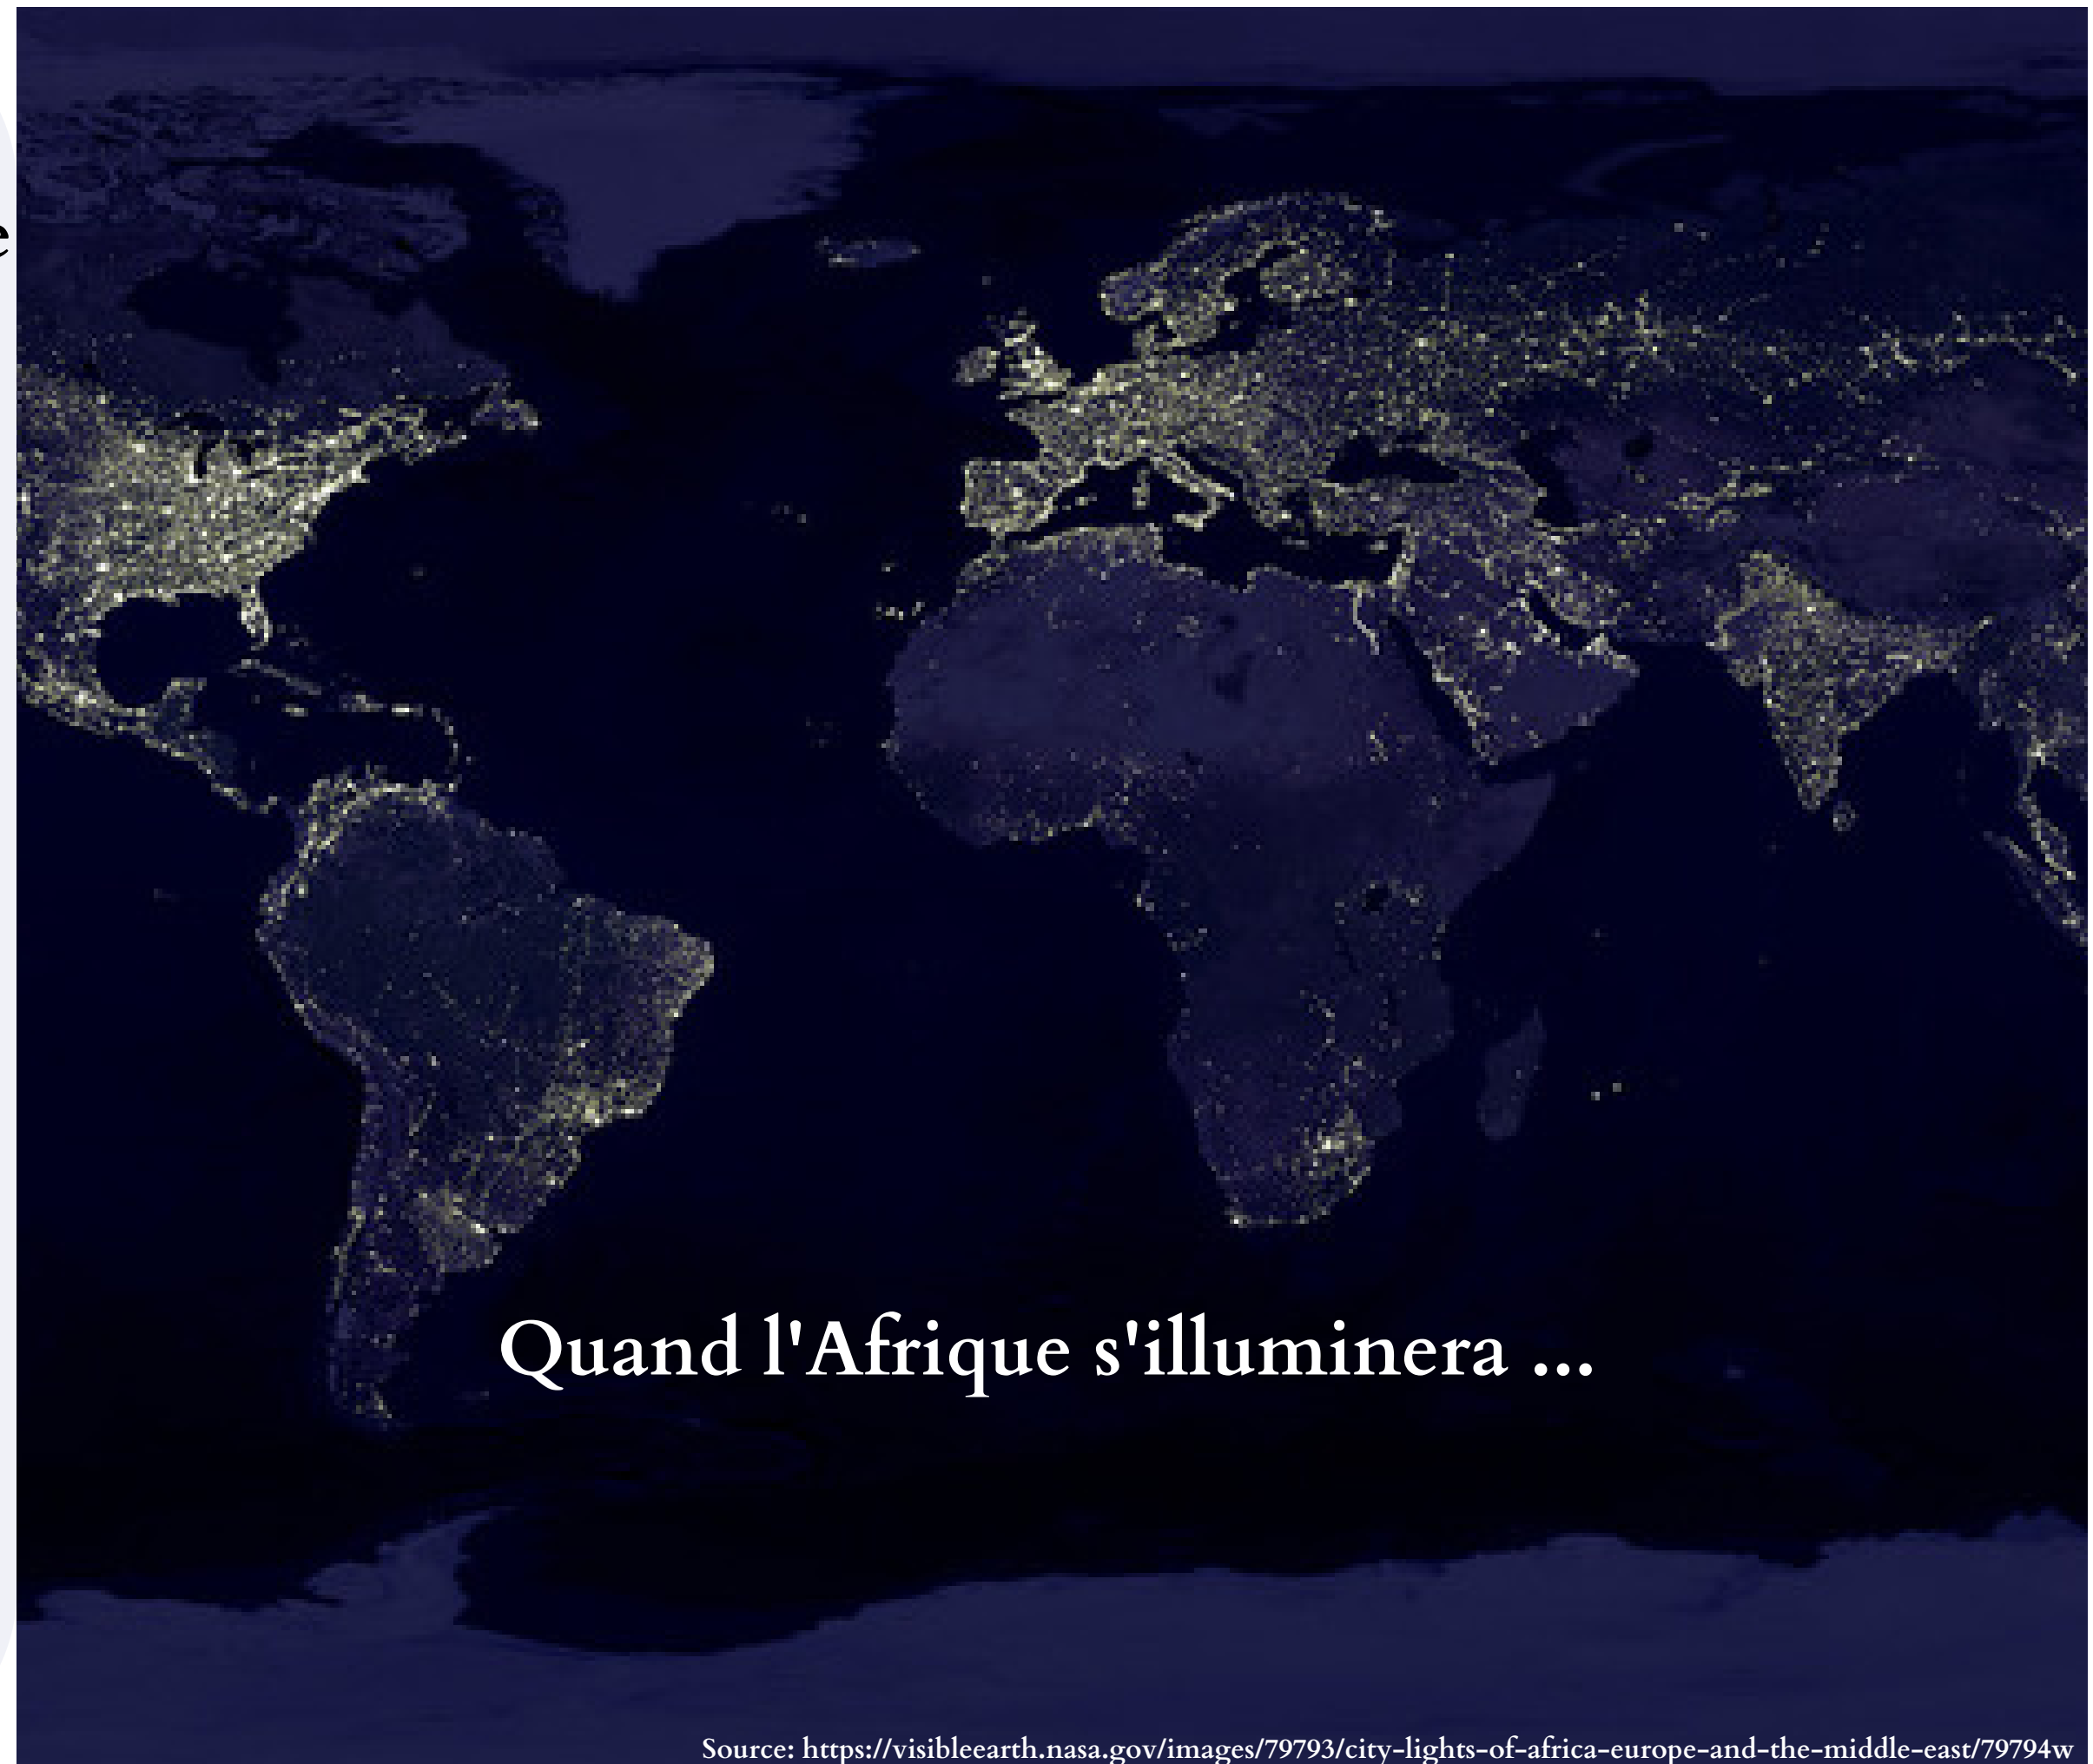 e
Quand l'Afrique s'illuminera ...
Source: https://visibleearth.nasa.gov/images/79793/city-lights-of-africa-europe-and-the-middle-east/79794w